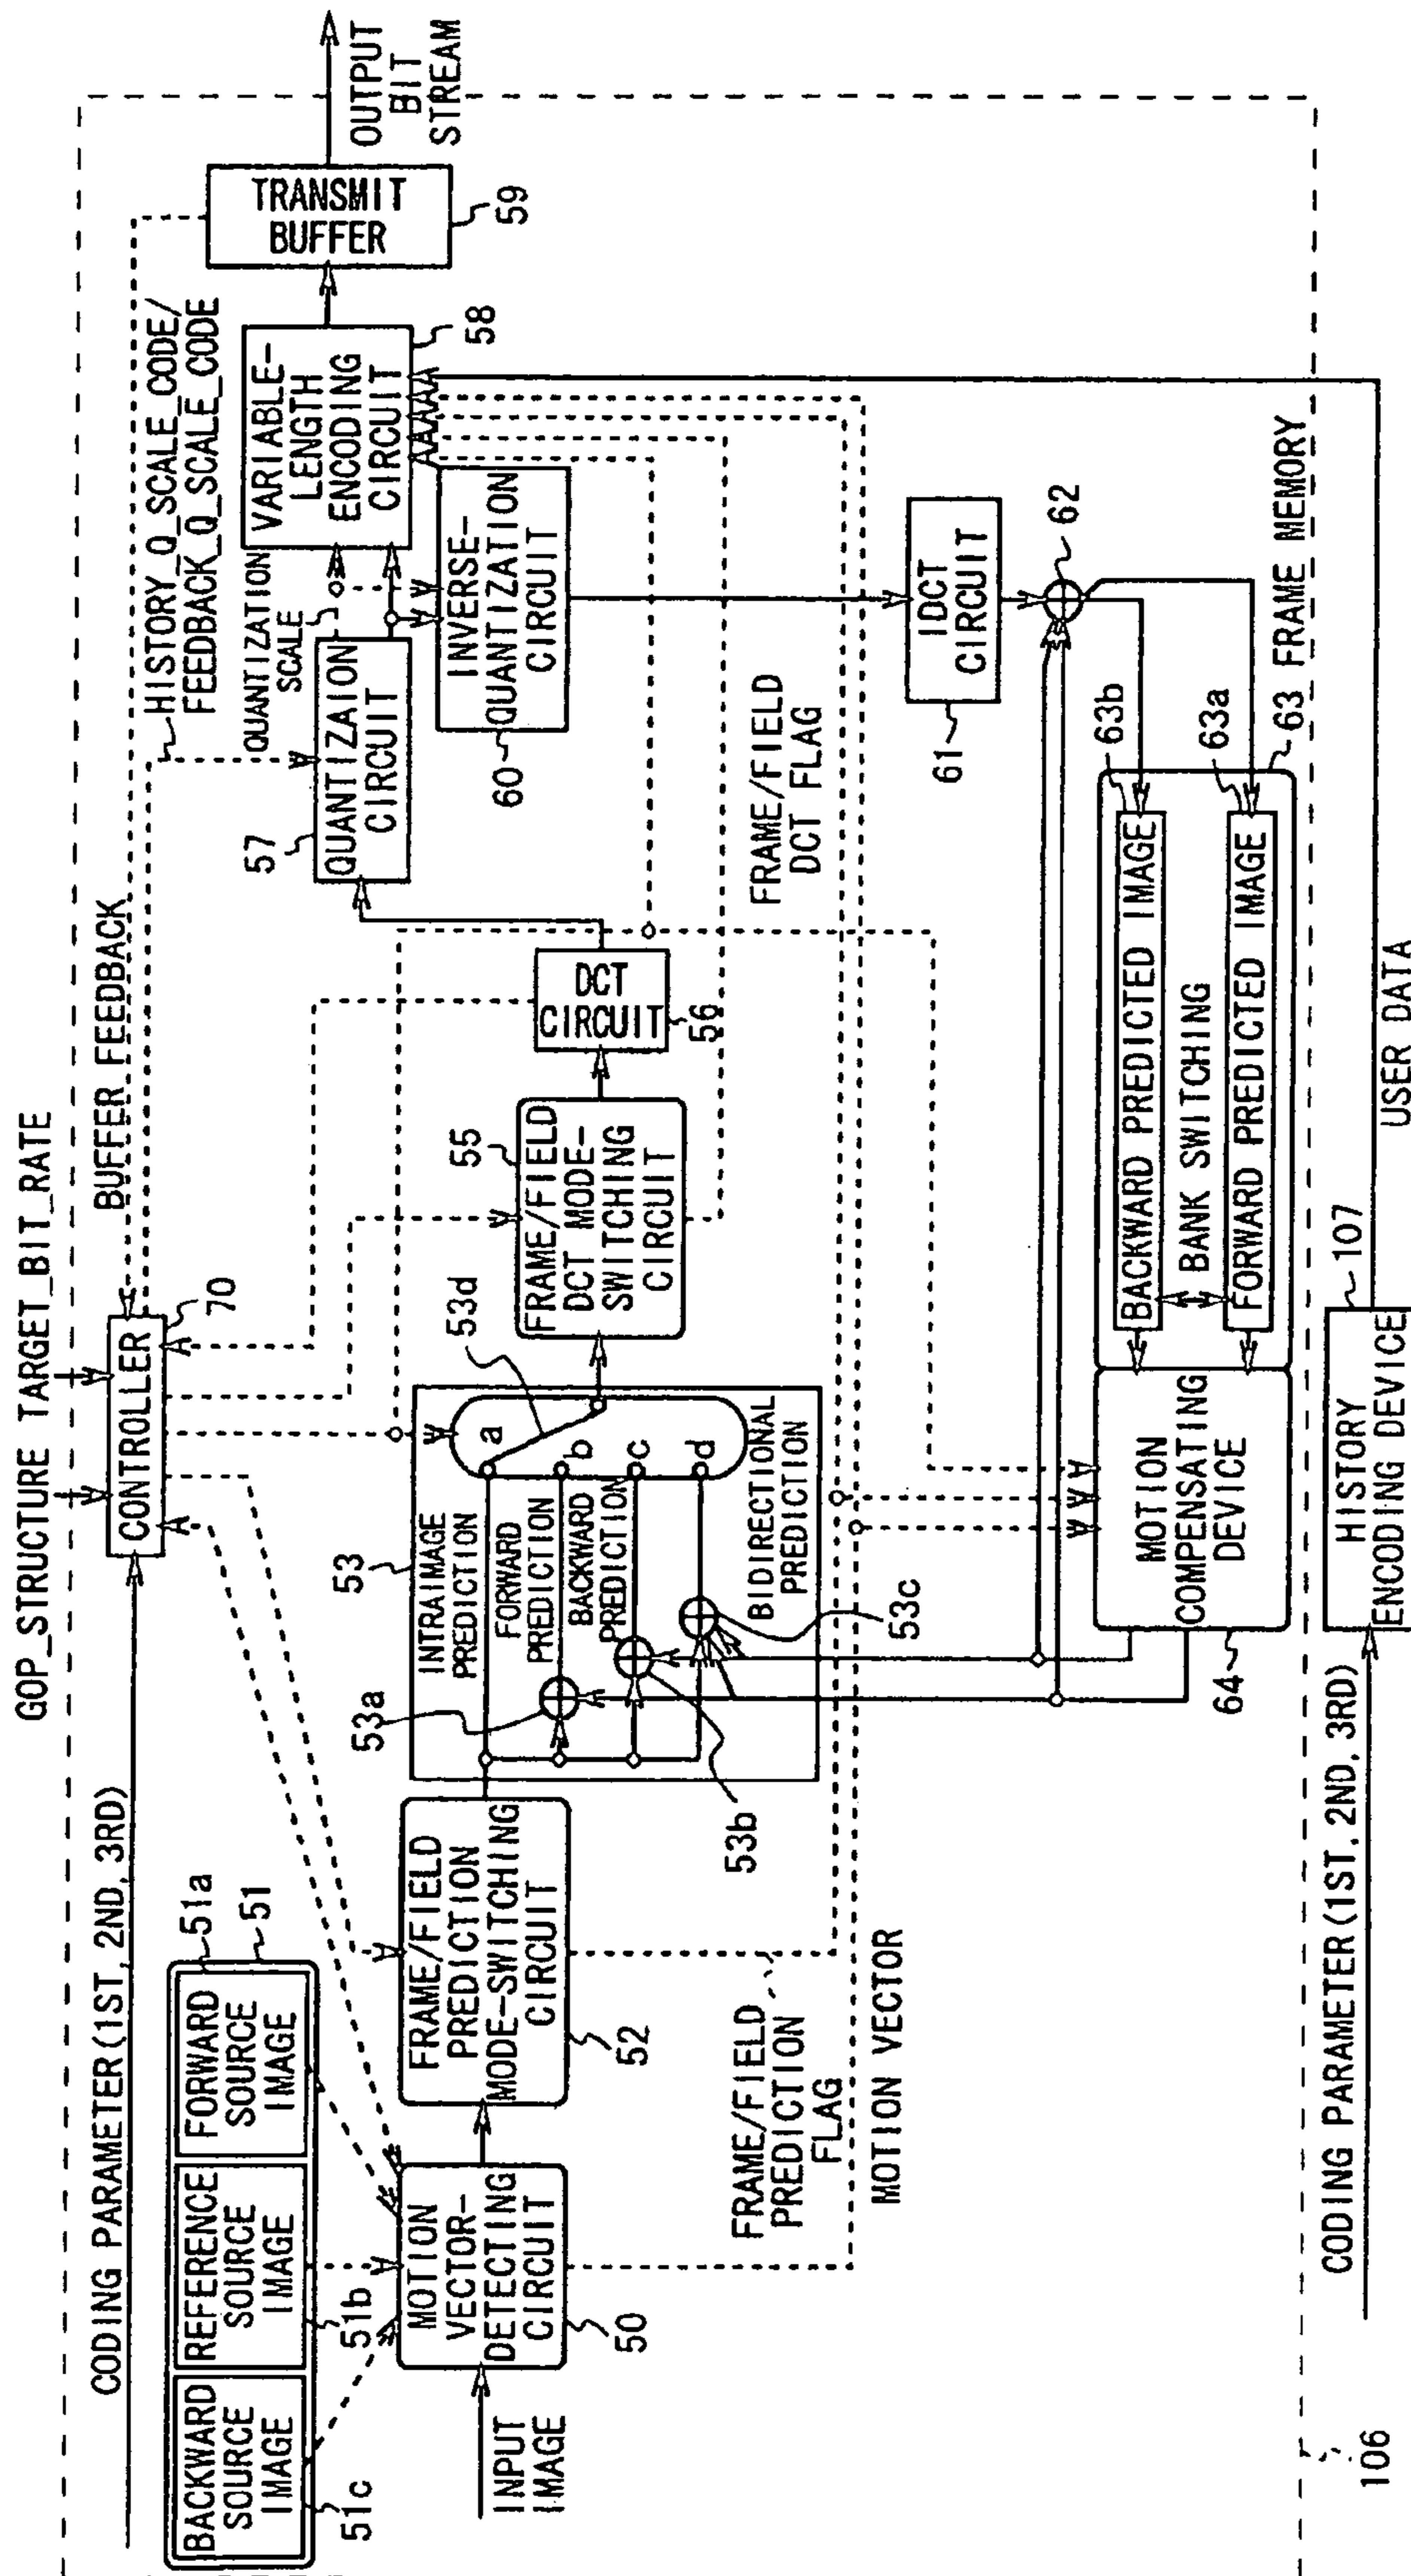 GOP_STRUCTURE TARGET_BIT_RATE
CODING PARAMETER(1ST, 2ND, 3RD)
CONTROLLER
70
BUFFER FEEDBACK
HISTORY_Q_SCALE_CODE/
FEEDBACK_Q_SCALE_CODE
BACKWARD
SOURCE
IMAGE
51c
REFERENCE
SOURCE
IMAGE
51b
FORWARD
SOURCE
IMAGE
51a
51
INPUT
IMAGE
MOTION
VECTOR-
DETECTING
CIRCUIT
50
FRAME/FIELD
PREDICTION
MODE-SWITCHING
CIRCUIT
52
53
INTRAIMAGE
PREDICTION
FORWARD
PREDICTION
BACKWARD
PREDICTION
BIDIRECTIONAL
PREDICTION
a
b
c
d
53a
53b
53c
53d
FRAME/FIELD
DCT MODE-
SWITCHING
CIRCUIT
55
DCT
CIRCUIT
56
QUANTIZAION
CIRCUIT
57
QUANTIZATION
SCALE
VARIABLE-
LENGTH
ENCODING
CIRCUIT
58
TRANSMIT
BUFFER
59
OUTPUT
BIT
STREAM
INVERSE-
QUANTIZATION
CIRCUIT
60
FRAME/FIELD
DCT FLAG
FRAME/FIELD
PREDICTION
FLAG
MOTION VECTOR
IDCT
CIRCUIT
61
62
63b
63a
BACKWARD PREDICTED IMAGE
BANK SWITCHING
FORWARD PREDICTED IMAGE
63 FRAME MEMORY
MOTION
COMPENSATING
DEVICE
64
106
CODING PARAMETER(1ST, 2ND, 3RD)
HISTORY
ENCODING DEVICE
107
USER DATA